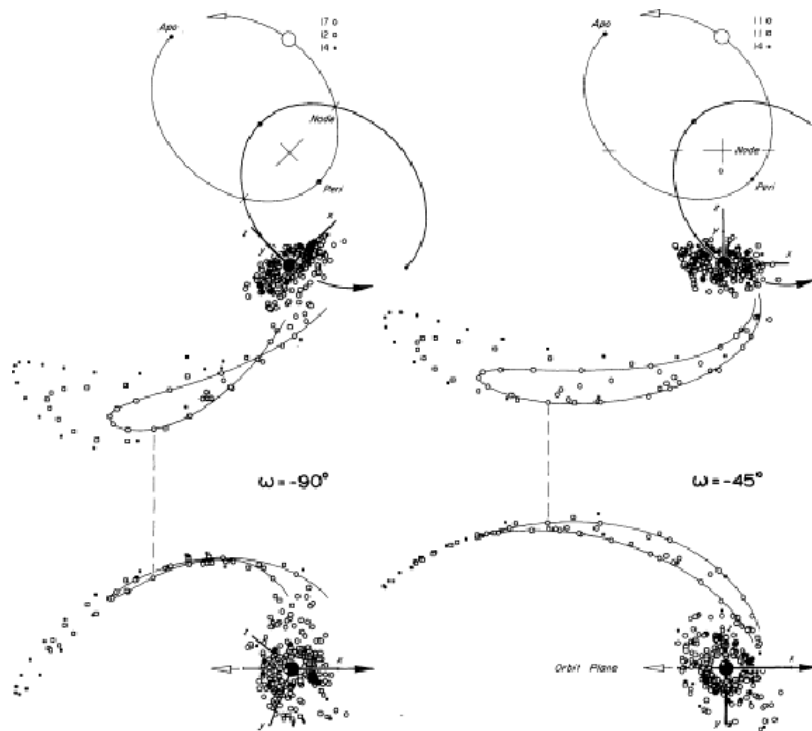 Apo
17 o
12 □
14 •
Node
Peri
x
z
y
ω = -90°
z
x
y
Apo
11 o
11 □
14 •
Node
Peri
z
y
x
ω = -45°
Orbit Plane
x
y